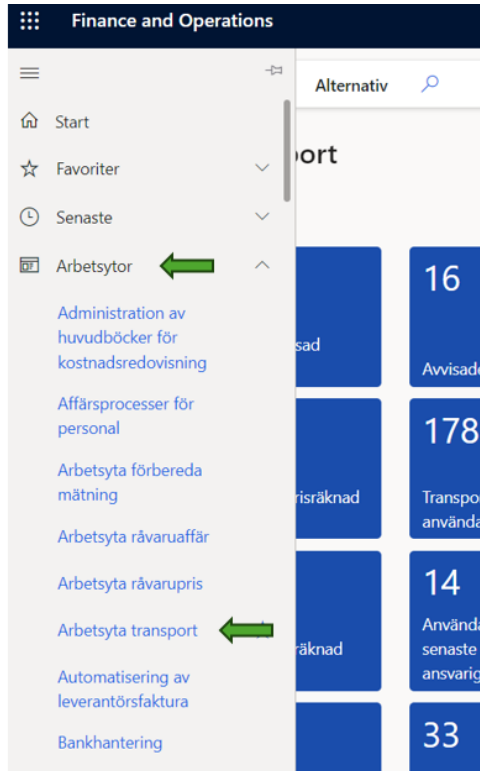 Finance and Operations
Alternativ
Start
Favoriter
Senaste
Arbetsytor
Administration av
huvudböcker för
kostnadsredovisning
Affärsprocesser för
personal
Arbetsyta förbereda
mätning
Arbetsyta råvaruaffär
Arbetsyta råvarupris
Arbetsyta transport
Automatisering av
leverantörsfaktura
Bankhantering
ort
sad
risräknad
räknad
16
Avvisade
178
Transpor
använda
14
Använda
senaste
ansvarig
33